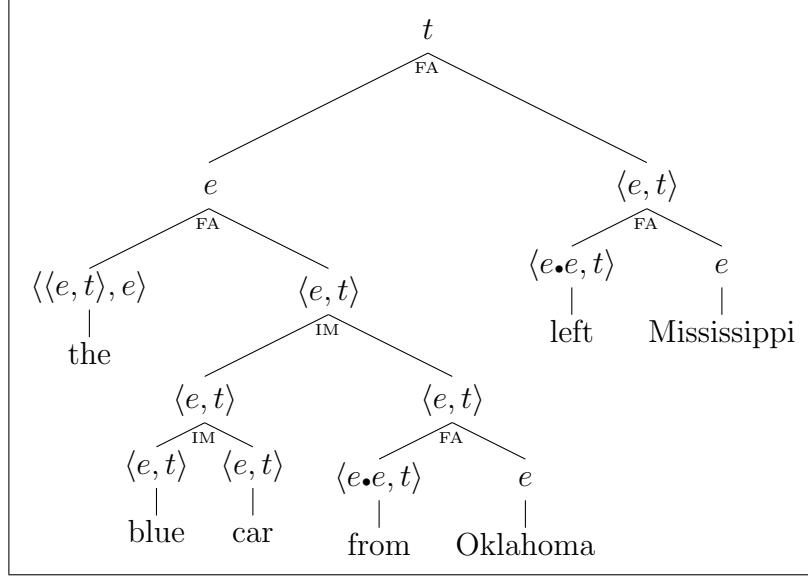 t
FA
e ⟨e, t⟩
FA FA
⟨⟨e, t⟩, e⟩ ⟨e, t⟩ ⟨e•e, t⟩ e
the IM left Mississippi
⟨e, t⟩ ⟨e, t⟩
IM FA
⟨e, t⟩ ⟨e, t⟩ ⟨e•e, t⟩ e
blue car from Oklahoma